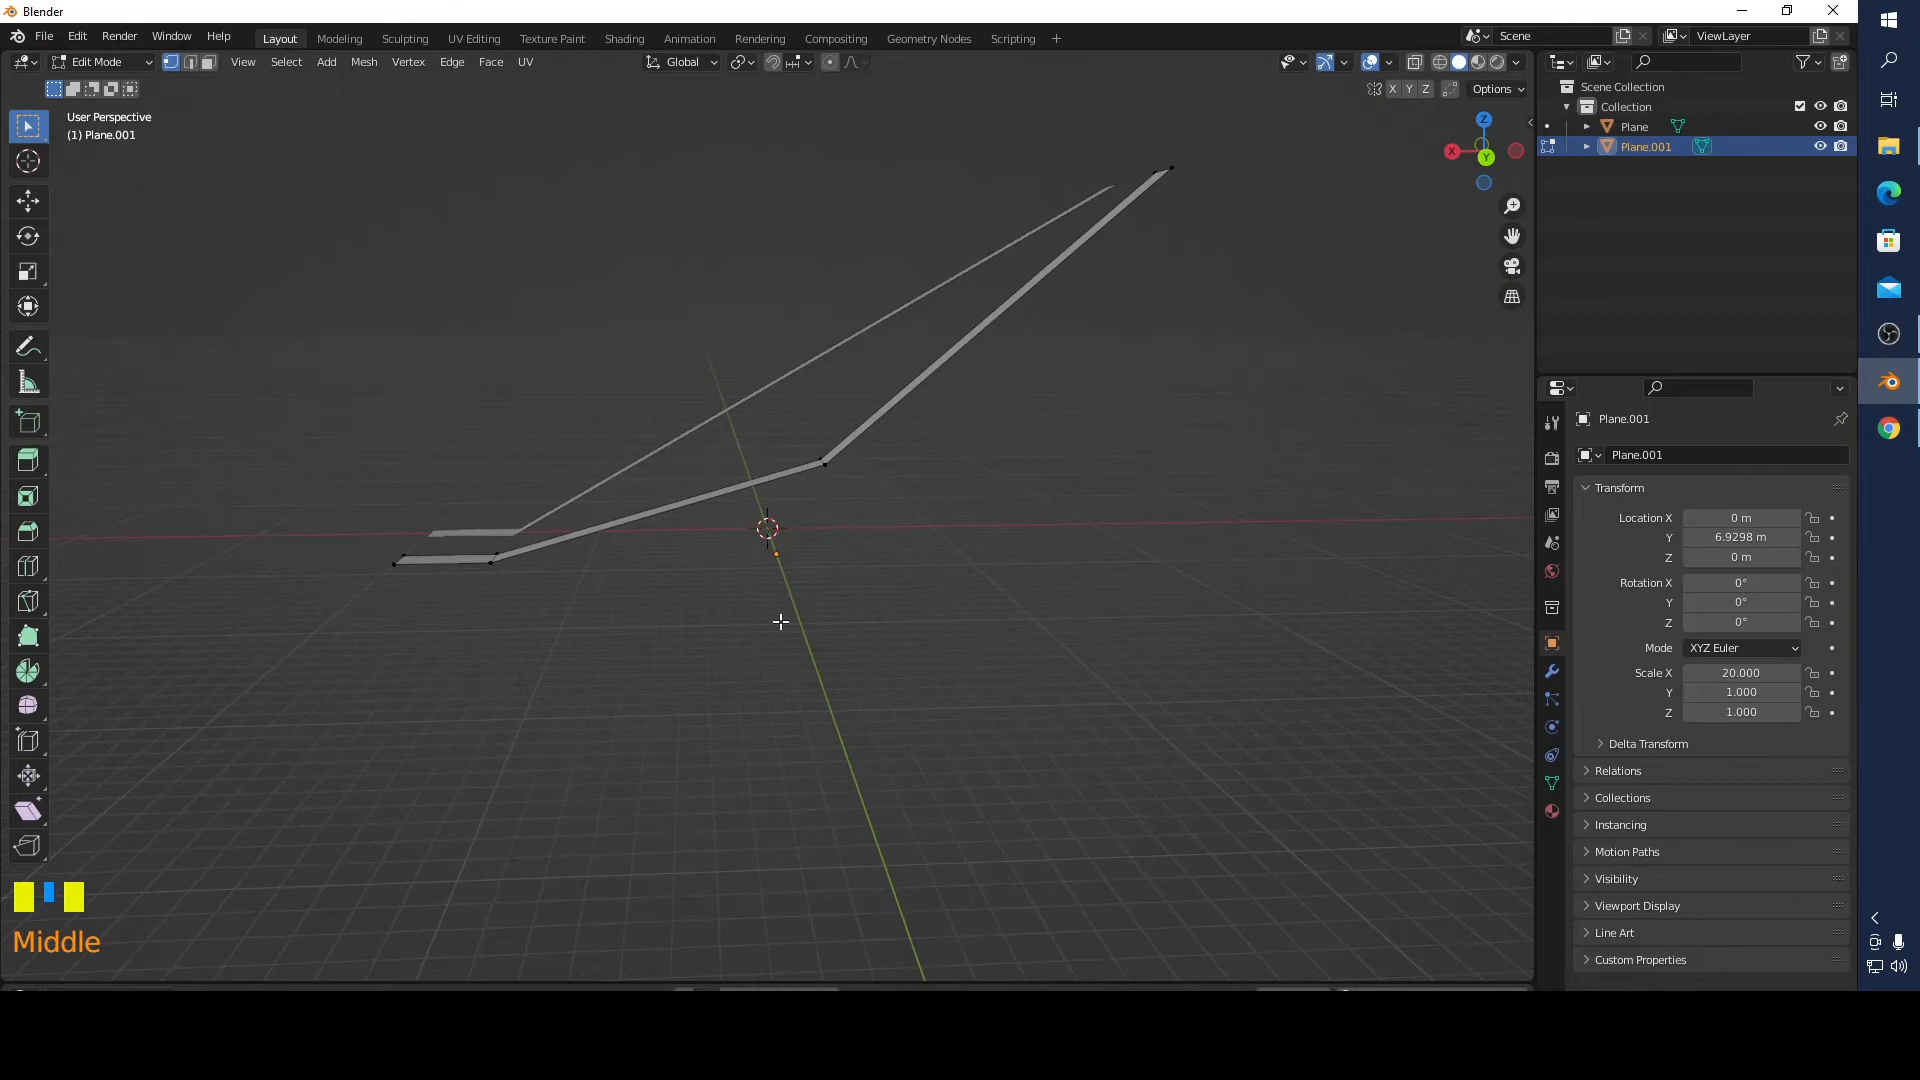 Blender
File Edit Render Window Help
Layout Modeling Sculpting UV Editing Texture Paint Shading Animation Rendering Compositing Geometry Nodes Scripting
Scene
ViewLayer
Edit Mode
View Select Add Mesh Vertex Edge Face UV
Global
X Y Z
Options
User Perspective
(1) Plane.001
Z
X
Y
Scene Collection
Collection
Plane
Plane.001
Plane.001
Plane.001
Transform
Location X 0 m
Y 6.9298 m
Z 0 m
Rotation X 0°
Y 0°
Z 0°
Mode XYZ Euler
Scale X 20.000
Y 1.000
Z 1.000
Delta Transform
Relations
Collections
Instancing
Motion Paths
Visibility
Viewport Display
Line Art
Custom Properties
Middle